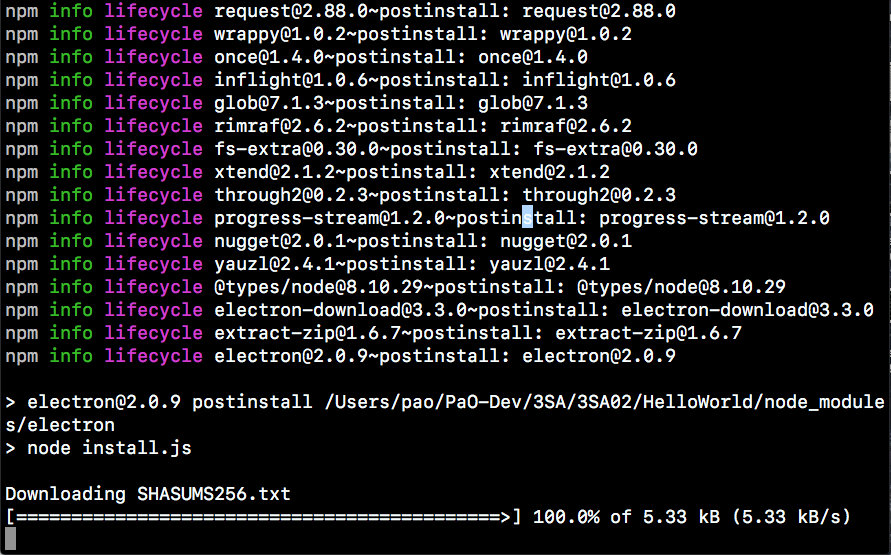 npm info lifecycle request@2.88.0~postinstall: request@2.88.0
npm info lifecycle wrappy@1.0.2~postinstall: wrappy@1.0.2
npm info lifecycle once@1.4.0~postinstall: once@1.4.0
npm info lifecycle inflight@1.0.6~postinstall: inflight@1.0.6
npm info lifecycle glob@7.1.3~postinstall: glob@7.1.3
npm info lifecycle rimraf@2.6.2~postinstall: rimraf@2.6.2
npm info lifecycle fs-extra@0.30.0~postinstall: fs-extra@0.30.0
npm info lifecycle xtend@2.1.2~postinstall: xtend@2.1.2
npm info lifecycle through2@0.2.3~postinstall: through2@0.2.3
npm info lifecycle progress-stream@1.2.0~postinstall: progress-stream@1.2.0
npm info lifecycle nugget@2.0.1~postinstall: nugget@2.0.1
npm info lifecycle yauzl@2.4.1~postinstall: yauzl@2.4.1
npm info lifecycle @types/node@8.10.29~postinstall: @types/node@8.10.29
npm info lifecycle electron-download@3.3.0~postinstall: electron-download@3.3.0
npm info lifecycle extract-zip@1.6.7~postinstall: extract-zip@1.6.7
npm info lifecycle electron@2.0.9~postinstall: electron@2.0.9
> electron@2.0.9 postinstall /Users/pao/PaO-Dev/3SA/3SA02/HelloWorld/node_module
s/electron
> node install.js
Downloading SHASUMS256.txt
[============================================>] 100.0% of 5.33 kB (5.33 kB/s)